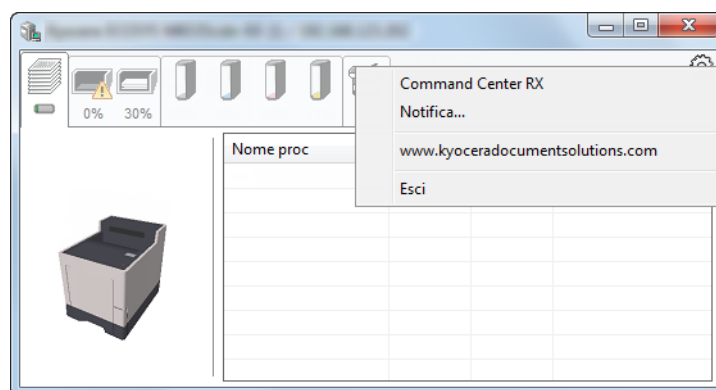 0% 30%
Nome proc
Command Center RX
Notifica...
www.kyoceradocumentsolutions.com
Esci